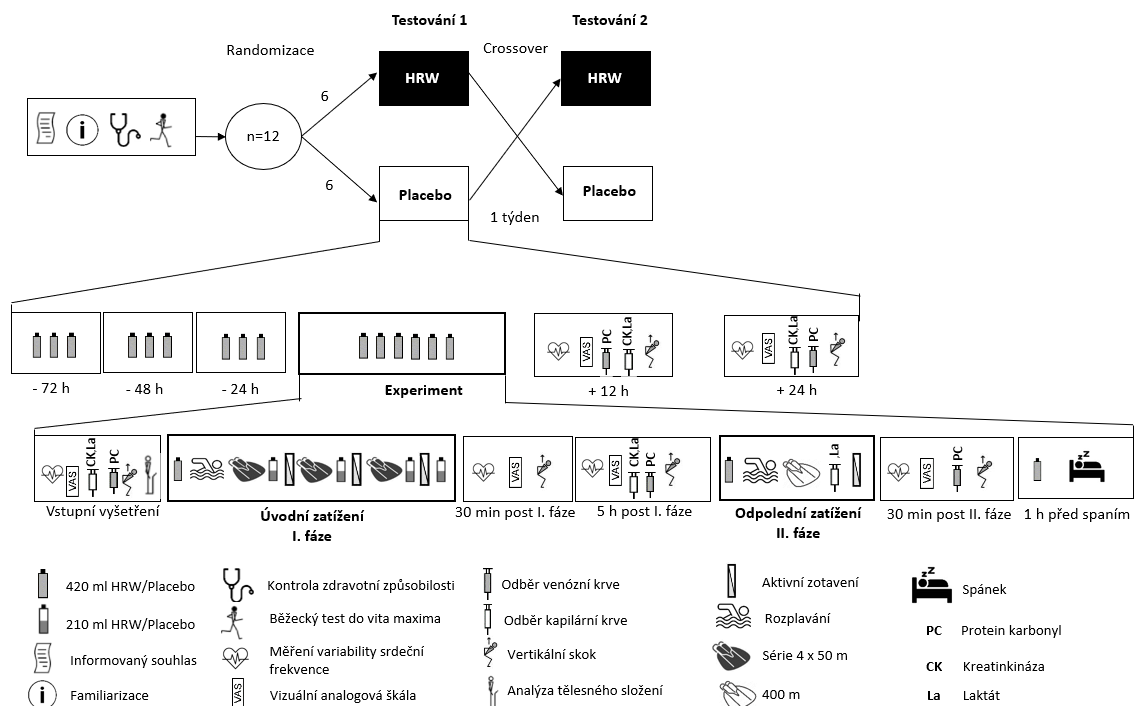 Testování 1
Testování 2
Randomizace
Crossover
HRW
HRW
6
i
n=12
6
Placebo
Placebo
1 týden
VAS
PC
CK,La
VAS
CK,La
PC
- 72 h
- 48 h
- 24 h
Experiment
+ 12 h
+ 24 h
VAS
CK,La
PC
VAS
VAS
CK,La
PC
,La
VAS
PC
zZ
Vstupní vyšetření
Úvodní zatížení
I. fáze
30 min post I. fáze
5 h post I. fáze
Odpolední zatížení
II. fáze
30 min post II. fáze
1 h před spaním
420 ml HRW/Placebo
210 ml HRW/Placebo
Informovaný souhlas
i
Familiarizace
Kontrola zdravotní způsobilosti
Běžecký test do vita maxima
Měření variability srdeční
frekvence
VAS
Vizuální analogová škála
Odběr venózní krve
Odběr kapilární krve
Vertikální skok
Analýza tělesného složení
Aktivní zotavení
Rozplavání
Série 4 x 50 m
400 m
zZ
Spánek
PC
Protein karbonyl
CK
Kreatinkináza
La
Laktát